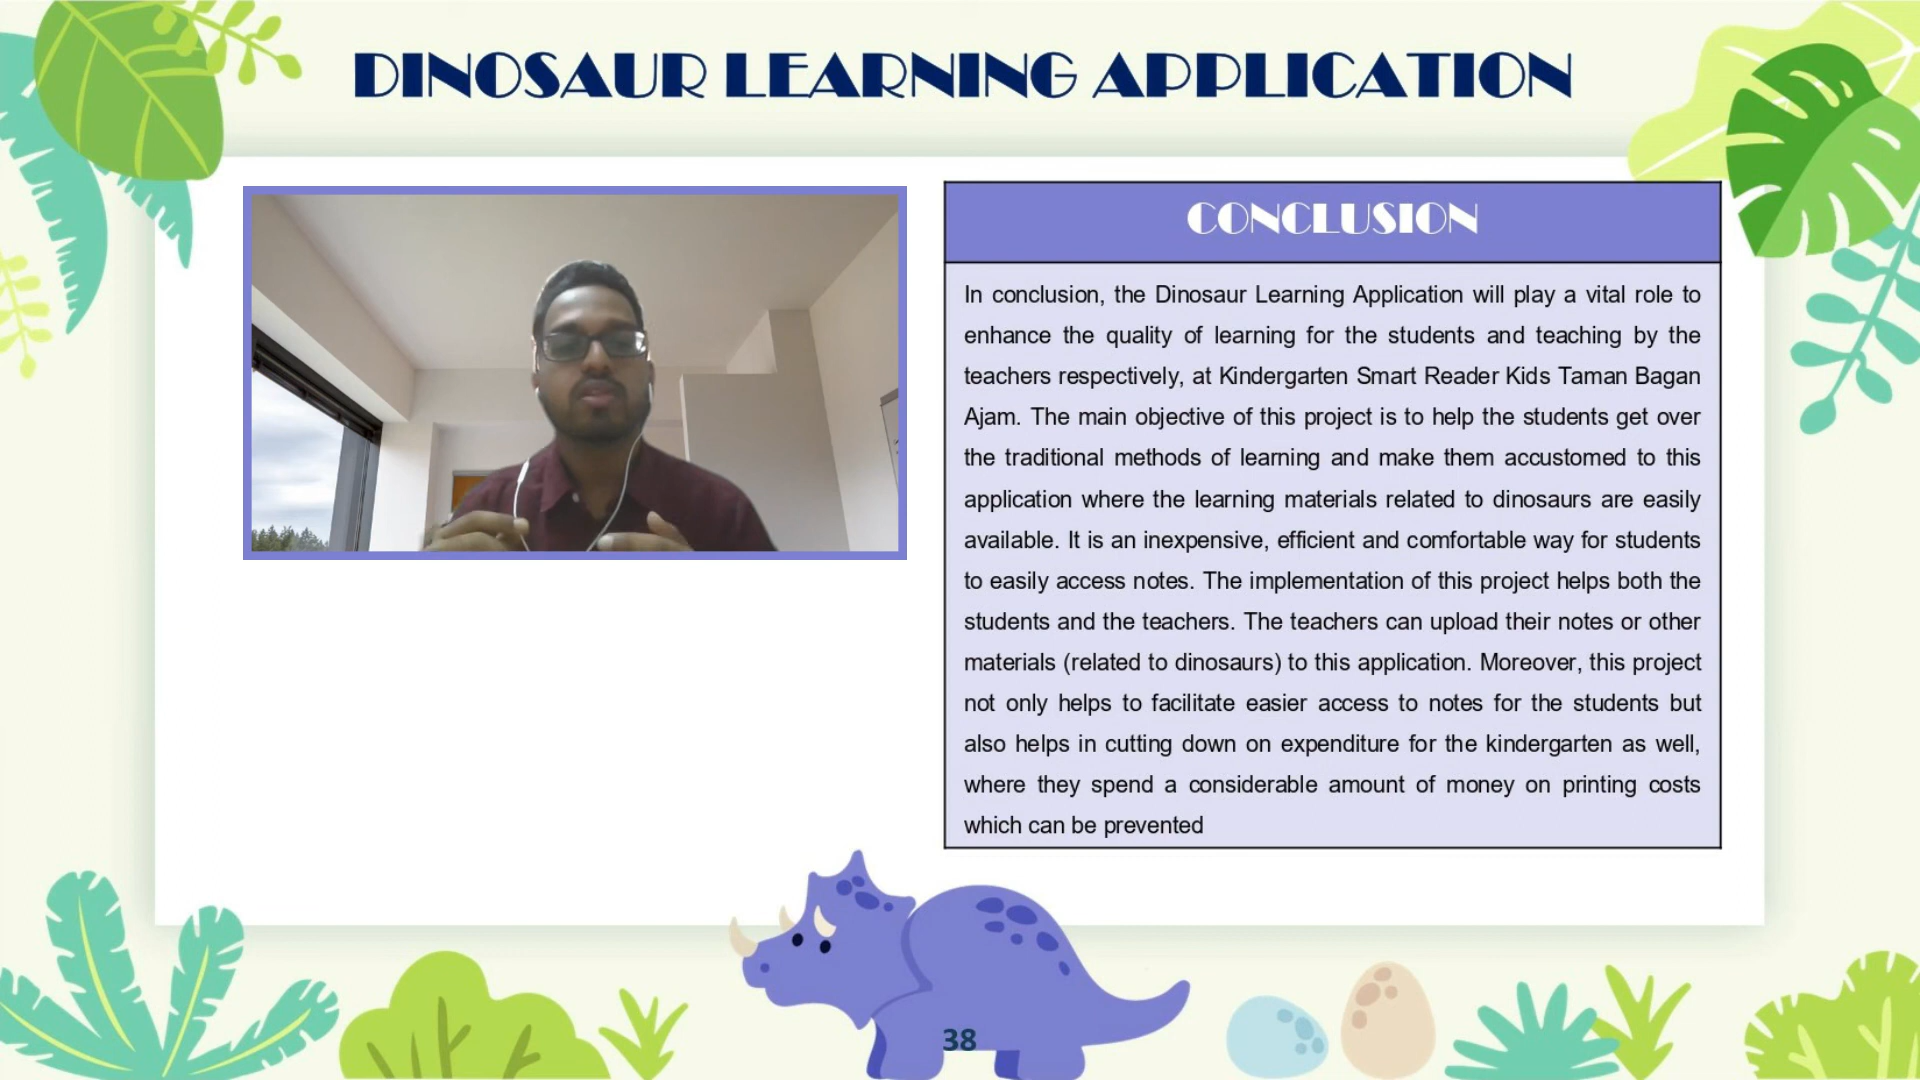 DINOSAUR LEARNING APPLICATION
CONCLUSION
In conclusion, the Dinosaur Learning Application will play a vital role to
enhance the quality of learning for the students and teaching by the
teachers respectively, at Kindergarten Smart Reader Kids Taman Bagan
Ajam. The main objective of this project is to help the students get over
the traditional methods of learning and make them accustomed to this
application where the learning materials related to dinosaurs are easily
available. It is an inexpensive, efficient and comfortable way for students
to easily access notes. The implementation of this project helps both the
students and the teachers. The teachers can upload their notes or other
materials (related to dinosaurs) to this application. Moreover, this project
not only helps to facilitate easier access to notes for the students but
also helps in cutting down on expenditure for the kindergarten as well,
where they spend a considerable amount of money on printing costs
which can be prevented
38